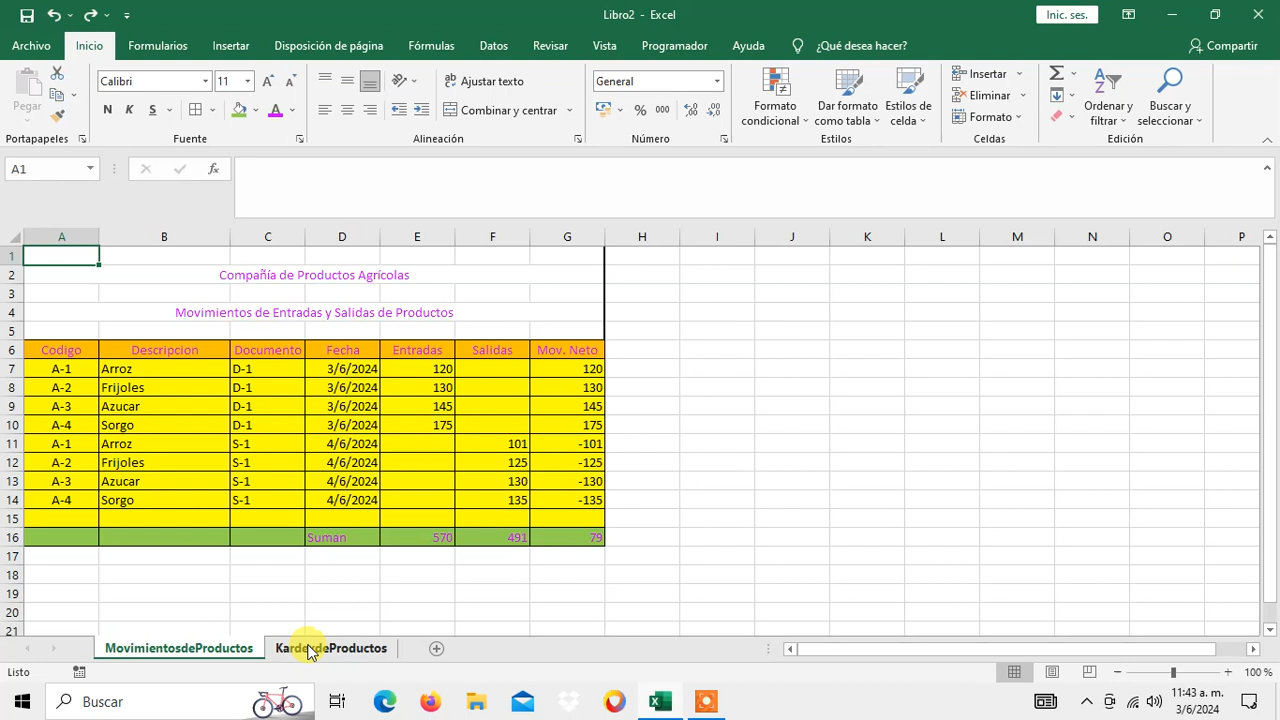 Libro2 - Excel
Inic. ses.
Archivo Inicio Formularios Insertar Disposición de página Fórmulas Datos Revisar Vista Programador Ayuda ¿Qué desea hacer? Compartir
Pegar
Calibri 11
N K S
Ajustar texto
Combinar y centrar
General
% 000
Formato condicional
Dar formato como tabla
Estilos de celda
Insertar
Eliminar
Formato
Ordenar y filtrar
Buscar y seleccionar
Portapapeles Fuente Alineación Número Estilos Celdas Edición
A1 fx
A B C D E F G H I J K L M N O P
1
2 Compañía de Productos Agrícolas
3
4 Movimientos de Entradas y Salidas de Productos
5
6 Codigo Descripcion Documento Fecha Entradas Salidas Mov. Neto
7 A-1 Arroz D-1 3/6/2024 120 120
8 A-2 Frijoles D-1 3/6/2024 130 130
9 A-3 Azucar D-1 3/6/2024 145 145
10 A-4 Sorgo D-1 3/6/2024 175 175
11 A-1 Arroz S-1 4/6/2024 101 -101
12 A-2 Frijoles S-1 4/6/2024 125 -125
13 A-3 Azucar S-1 4/6/2024 130 -130
14 A-4 Sorgo S-1 4/6/2024 135 -135
15
16 Suman 570 491 79
17
18
19
20
21
MovimientosdeProductos KardexdeProductos
Listo 100 %
Buscar
11:43 a. m.
3/6/2024